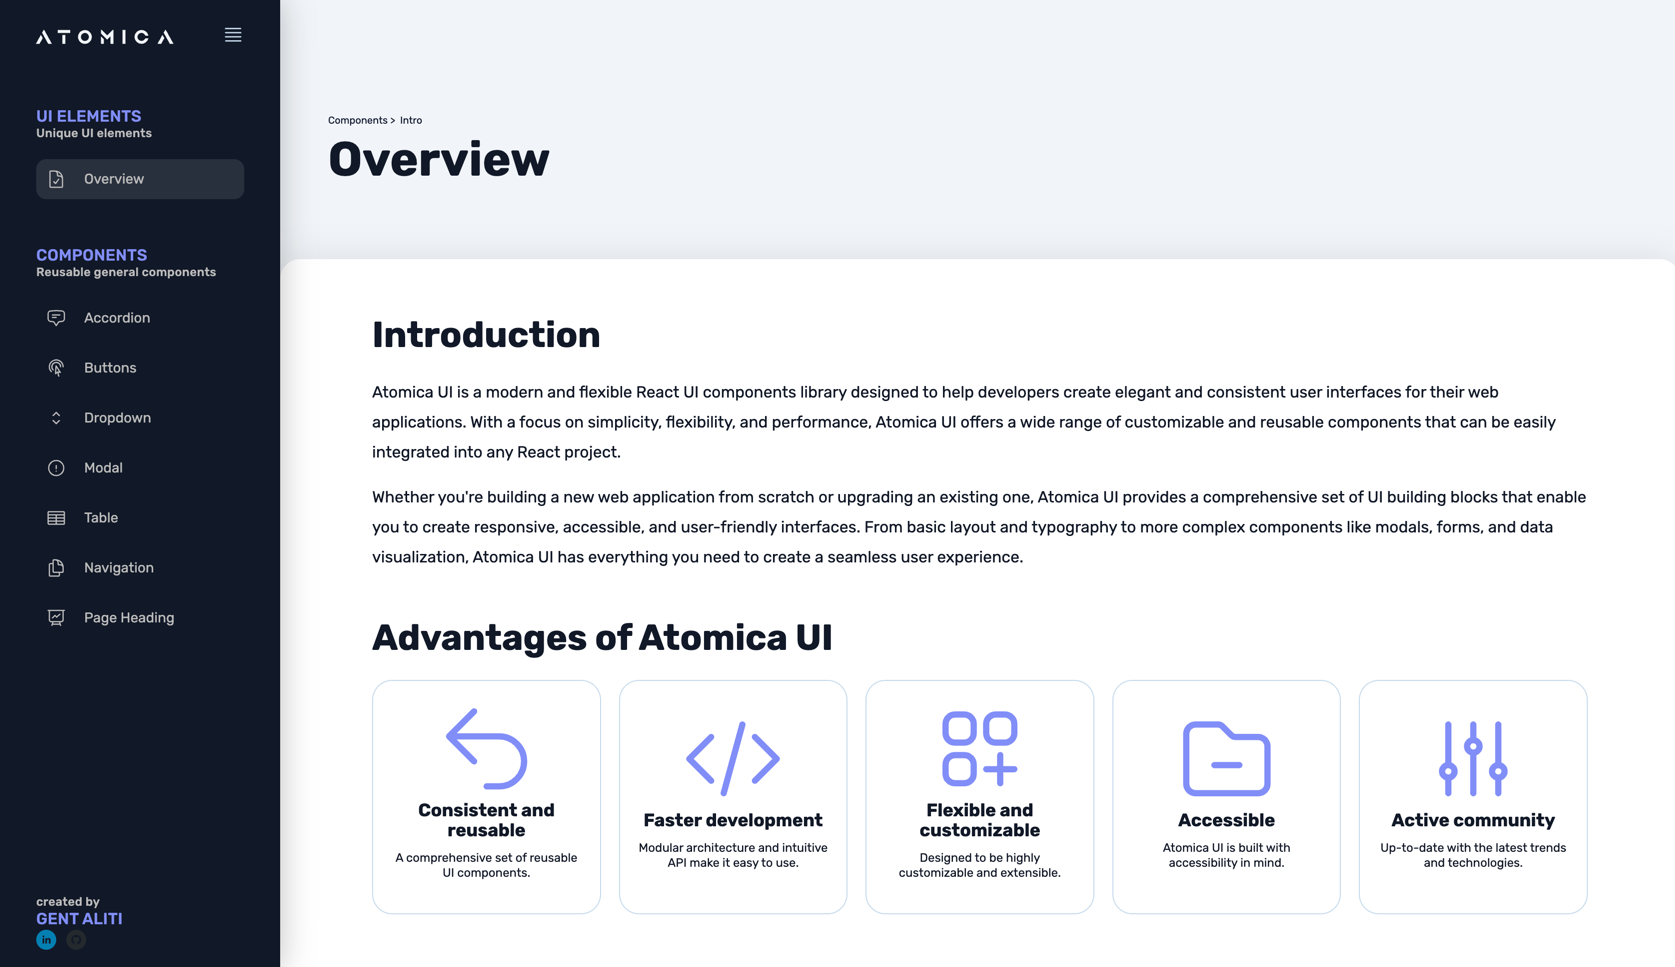 ATOMICA
UI ELEMENTS
Unique UI elements
Overview
COMPONENTS
Reusable general components
Accordion
Buttons
Dropdown
Modal
Table
Navigation
Page Heading
created by
GENT ALITI
in
Components > Intro
Overview
Introduction
Atomica UI is a modern and flexible React UI components library designed to help developers create elegant and consistent user interfaces for their web
applications. With a focus on simplicity, flexibility, and performance, Atomica UI offers a wide range of customizable and reusable components that can be easily
integrated into any React project.
Whether you're building a new web application from scratch or upgrading an existing one, Atomica UI provides a comprehensive set of UI building blocks that enable
you to create responsive, accessible, and user-friendly interfaces. From basic layout and typography to more complex components like modals, forms, and data
visualization, Atomica UI has everything you need to create a seamless user experience.
Advantages of Atomica UI
Consistent and
reusable
A comprehensive set of reusable
UI components.
Faster development
Modular architecture and intuitive
API make it easy to use.
Flexible and
customizable
Designed to be highly
customizable and extensible.
Accessible
Atomica UI is built with
accessibility in mind.
Active community
Up-to-date with the latest trends
and technologies.